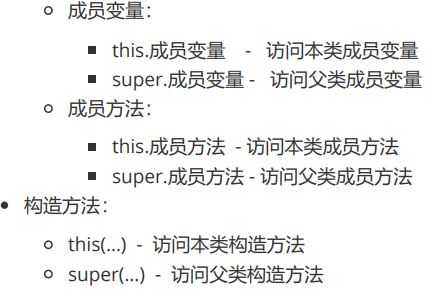 成员变量：
this.成员变量 - 访问本类成员变量
super.成员变量 - 访问父类成员变量
成员方法：
this.成员方法 - 访问本类成员方法
super.成员方法 - 访问父类成员方法
构造方法：
this(…) - 访问本类构造方法
super(…) - 访问父类构造方法